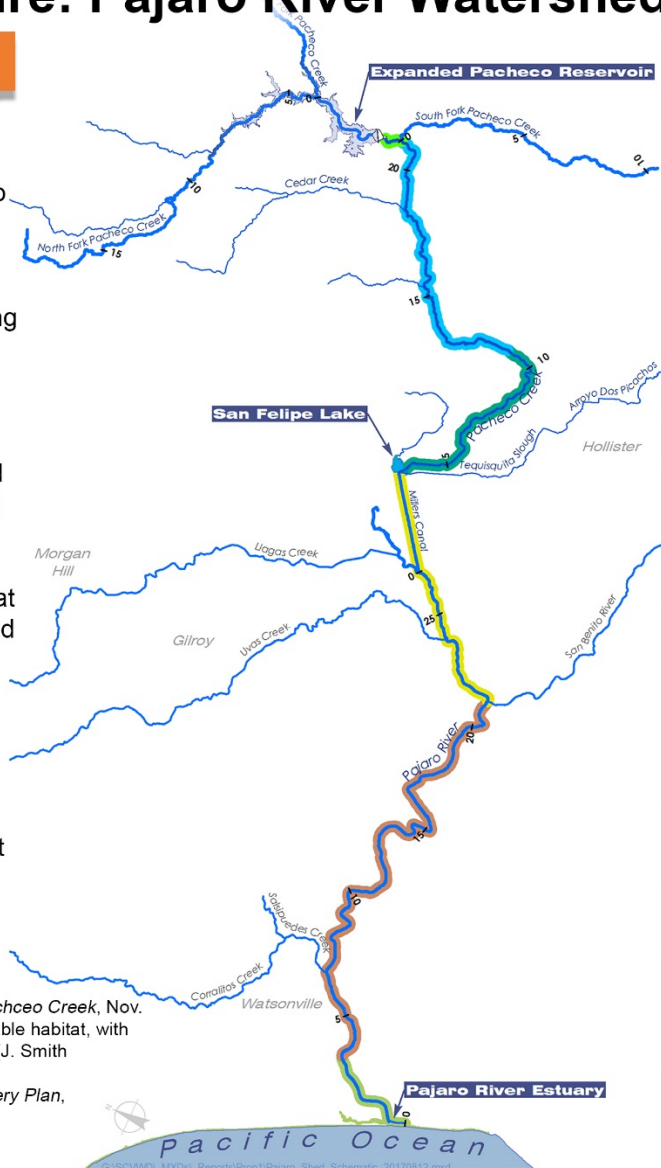 Pajaro River Watershed
Pacheco Creek
Expanded Pacheco Reservoir
South Fork Pacheco Creek
5
0
0
5
20
10
10
Cedar Creek
North Fork Pacheco Creek
15
ng
15
10
Arroyo Dos Picachos
Pacheco Creek
San Felipe Lake
Hollister
5
Tequisquita Slough
Millers Canal
Morgan
Hill
Llagas Creek
0
at
d
25
San Benito River
Gilroy
Uvas Creek
20
Pajaro River
15
t
10
Salsipuedes Creek
Corralitos Creek
Watsonville
chceo Creek, Nov.
able habitat, with
J. Smith
5
ery Plan,
Pajaro River Estuary
0
Pacific Ocean